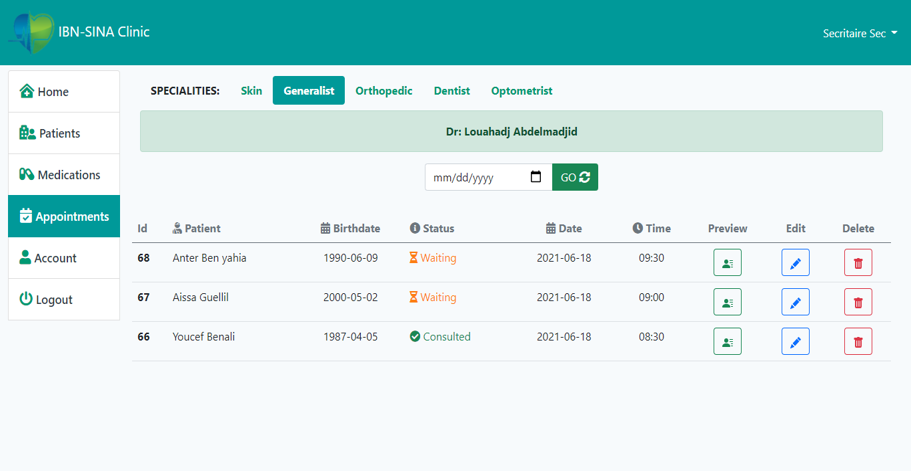 IBN-SINA Clinic
Secritaire Sec
Home
Patients
Medications
Appointments
Account
Logout
SPECIALITIES: Skin Generalist Orthopedic Dentist Optometrist
Dr: Louahadj Abdelmadjid
mm/dd/yyyy GO
Id Patient Birthdate Status Date Time Preview Edit Delete
68 Anter Ben yahia 1990-06-09 Waiting 2021-06-18 09:30
67 Aissa Guellil 2000-05-02 Waiting 2021-06-18 09:00
66 Youcef Benali 1987-04-05 Consulted 2021-06-18 08:30